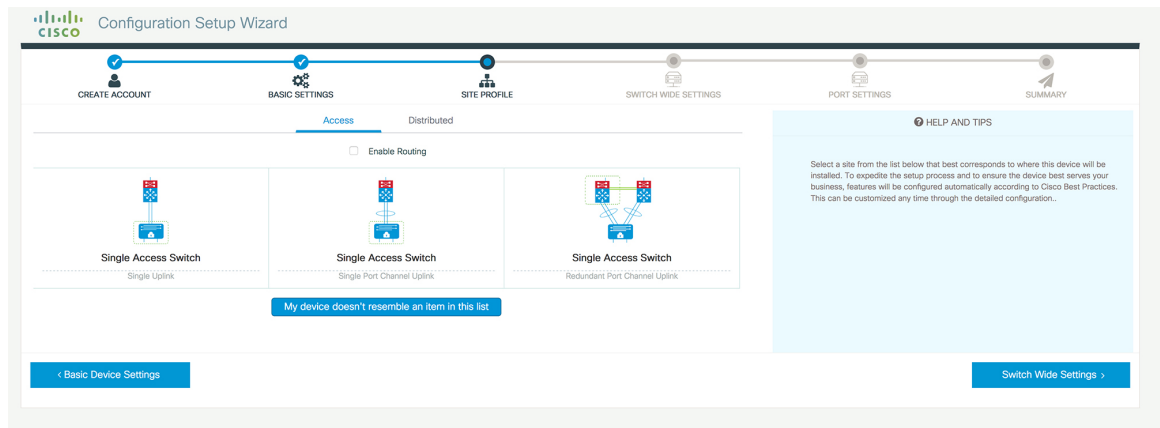 CISCO
Configuration Setup Wizard
CREATE ACCOUNT
BASIC SETTINGS
SITE PROFILE
SWITCH WIDE SETTINGS
PORT SETTINGS
SUMMARY
Access
Distributed
Enable Routing
Single Access Switch
Single Uplink
Single Access Switch
Single Port Channel Uplink
Single Access Switch
Redundant Port Channel Uplink
My device doesn't resemble an item in this list
? HELP AND TIPS
Select a site from the list below that best corresponds to where this device will be
installed. To expedite the setup process and to ensure the device best serves your
business, features will be configured automatically according to Cisco Best Practices.
This can be customized any time through the detailed configuration..
‹ Basic Device Settings
Switch Wide Settings ›